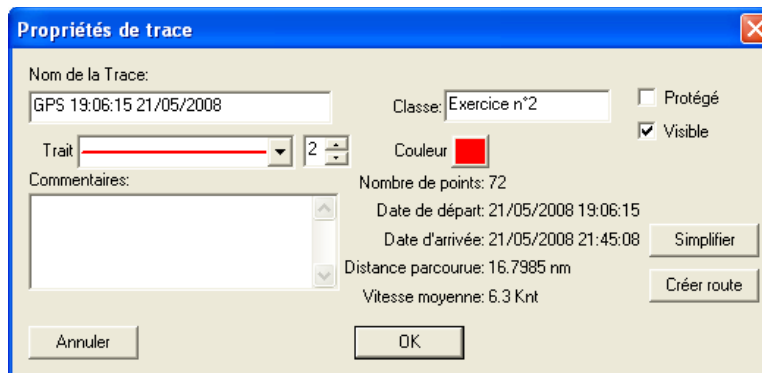 Propriétés de trace
Nom de la Trace:
GPS 19:06:15 21/05/2008
Classe: Exercice n°2
Protégé
Visible
Trait 2
Couleur
Commentaires:
Nombre de points: 72
Date de départ: 21/05/2008 19:06:15
Date d'arrivée: 21/05/2008 21:45:08
Simplifier
Distance parcourue: 16.7985 nm
Créer route
Vitesse moyenne: 6.3 Knt
Annuler
OK